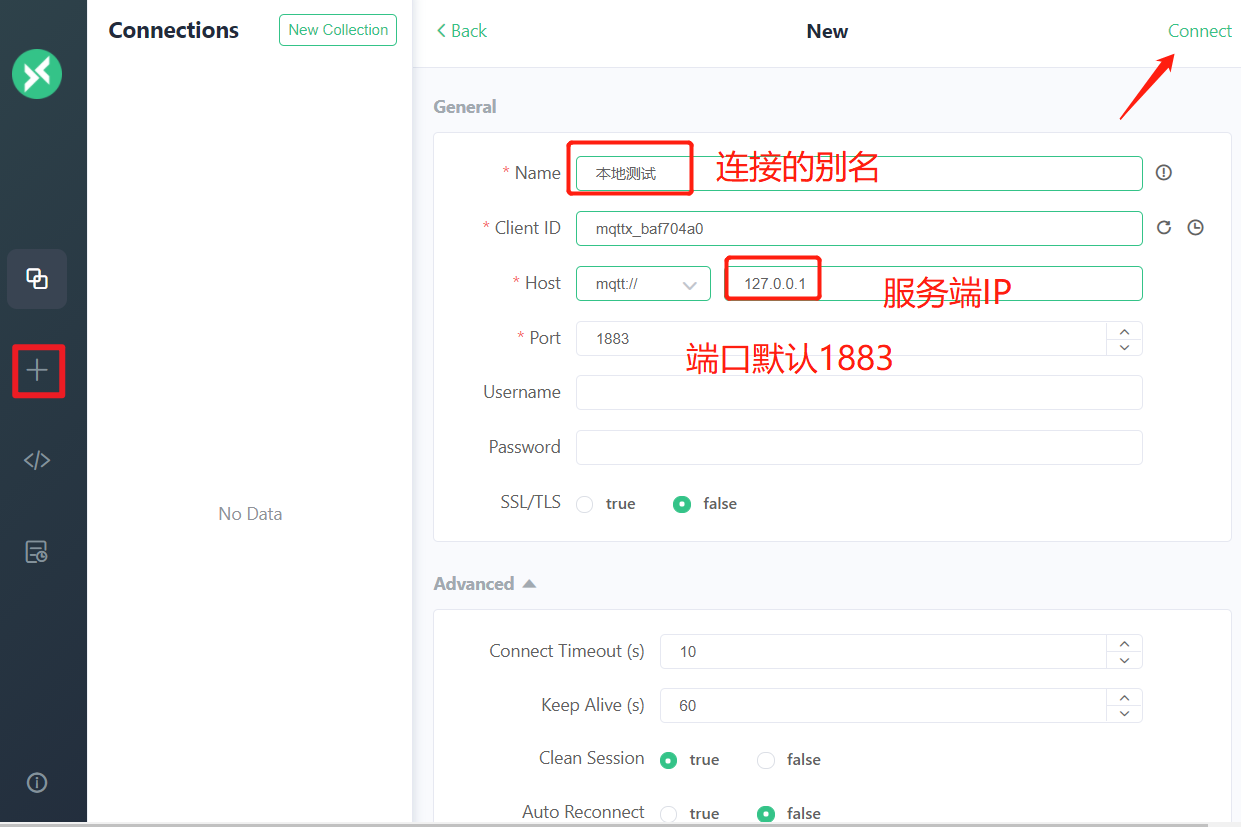 Connections
New Collection
Back
New
Connect
General
* Name
本地测试
连接的别名
* Client ID
mqttx_baf704a0
* Host
mqtt://
127.0.0.1
服务端IP
* Port
1883
端口默认1883
Username
Password
SSL/TLS
true
false
No Data
Advanced
Connect Timeout (s)
10
Keep Alive (s)
60
Clean Session
true
false
Auto Reconnect
true
false